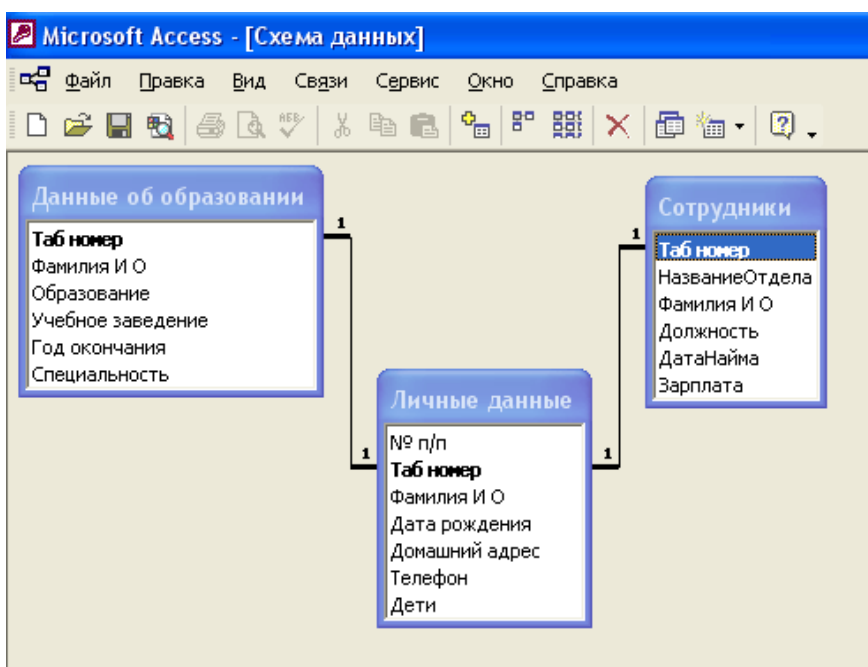 Microsoft Access - [Схема данных]
Файл Правка Вид Связи Сервис Окно Справка
Данные об образовании
Таб номер
Фамилия И О
Образование
Учебное заведение
Год окончания
Специальность
1
1
Личные данные
№ п/п
Таб номер
Фамилия И О
Дата рождения
Домашний адрес
Телефон
Дети
1
1
Сотрудники
Таб номер
НазваниеОтдела
Фамилия И О
Должность
ДатаНайма
Зарплата